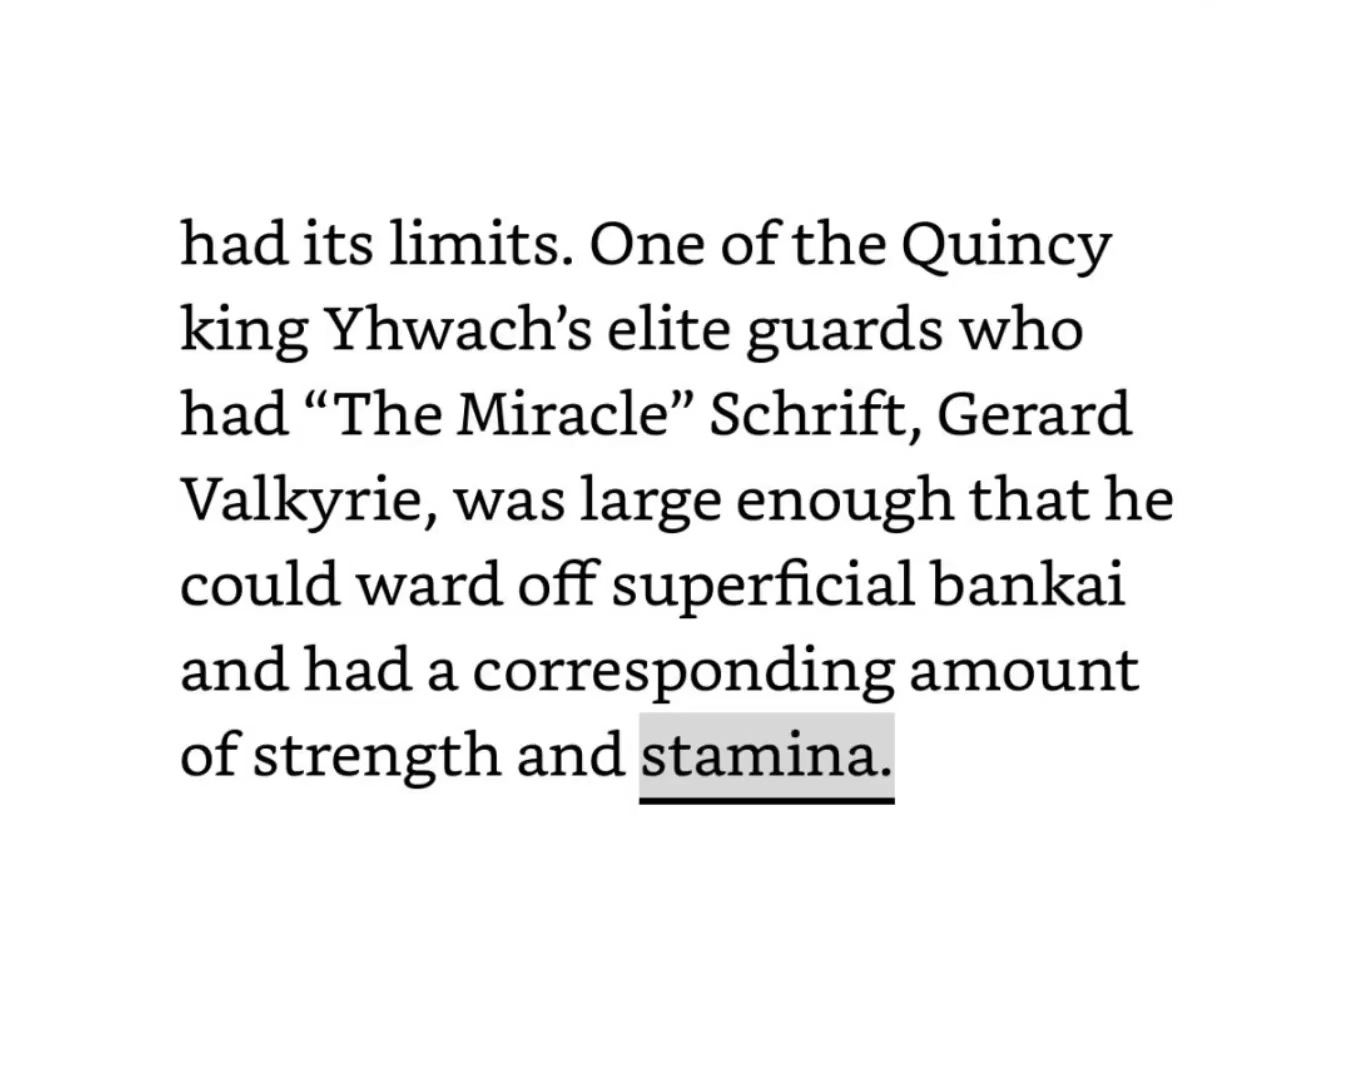 had its limits. One of the Quincy
king Yhwach’s elite guards who
had “The Miracle” Schrift, Gerard
Valkyrie, was large enough that he
could ward off superficial bankai
and had a corresponding amount
of strength and stamina.